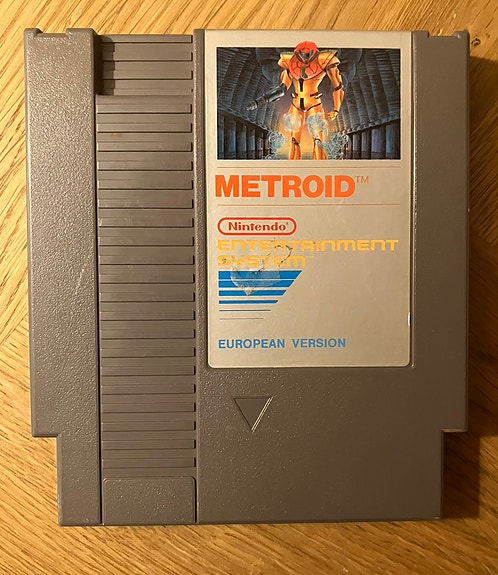 METROID™
Nintendo®
ENTERTAINMENT
SYSTEM™
EUROPEAN VERSION